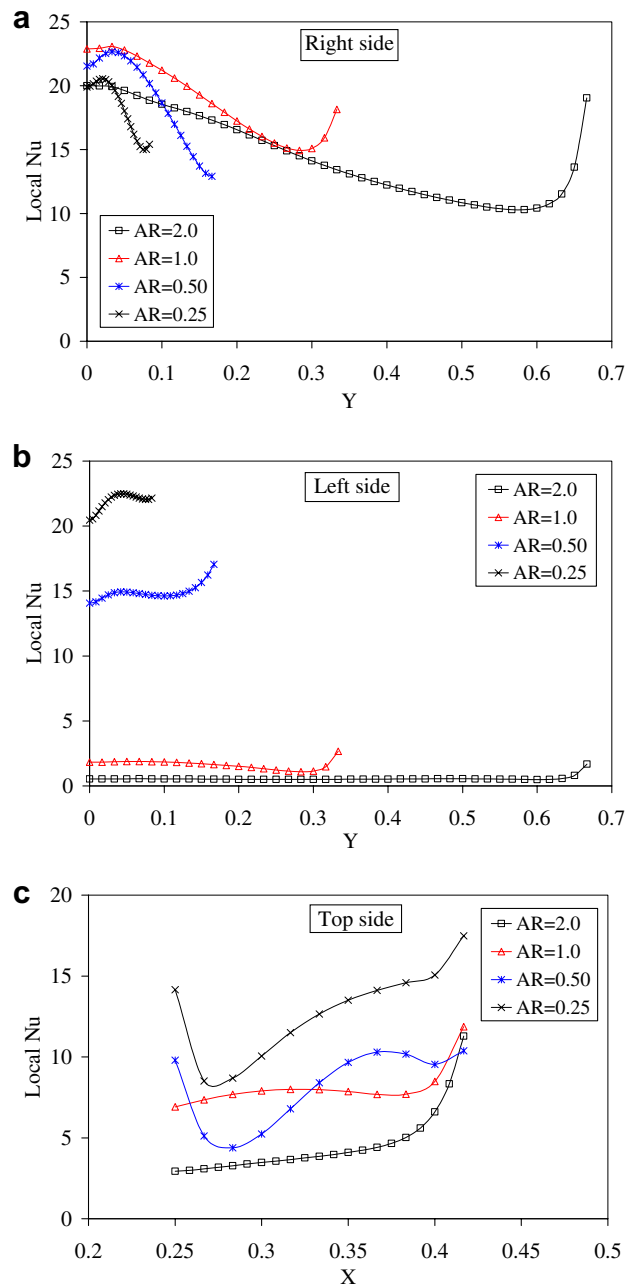 a
Right side
25
20
15
10
5
0
Local Nu
AR=2.0
AR=1.0
AR=0.50
AR=0.25
0 0.1 0.2 0.3 0.4 0.5 0.6 0.7
Y
b
Left side
25
20
15
10
5
0
Local Nu
AR=2.0
AR=1.0
AR=0.50
AR=0.25
0 0.1 0.2 0.3 0.4 0.5 0.6 0.7
Y
c
Top side
20
15
10
5
0
Local Nu
AR=2.0
AR=1.0
AR=0.50
AR=0.25
0.2 0.25 0.3 0.35 0.4 0.45 0.5
X